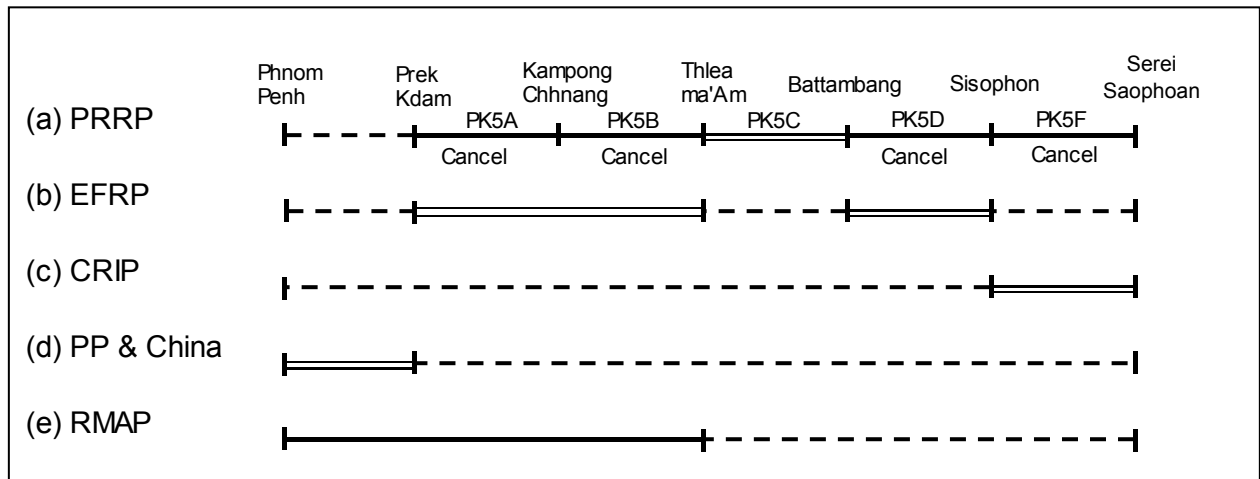 Phnom
Penh
Prek
Kdam
Kampong
Chhnang
Thlea
ma'Am
Battambang
Sisophon
Serei
Saophoan
(a) PRRP
PK5A
PK5B
PK5C
PK5D
PK5F
Cancel
Cancel
Cancel
Cancel
(b) EFRP
(c) CRIP
(d) PP & China
(e) RMAP